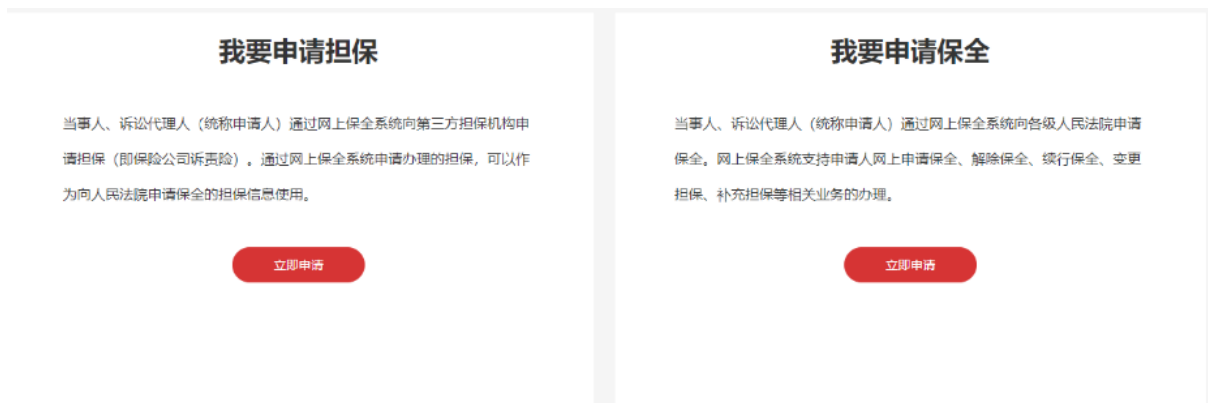 我要申请担保
当事人、诉讼代理人（统称申请人）通过网上保全系统向第三方担保机构申
请担保（即保险公司诉责险）。通过网上保全系统申请办理的担保，可以作
为向人民法院申请保全的担保信息使用。
立即申请
我要申请保全
当事人、诉讼代理人（统称申请人）通过网上保全系统向各级人民法院申请
保全。网上保全系统支持申请人网上申请保全、解除保全、续行保全、变更
担保、补充担保等相关业务的办理。
立即申请